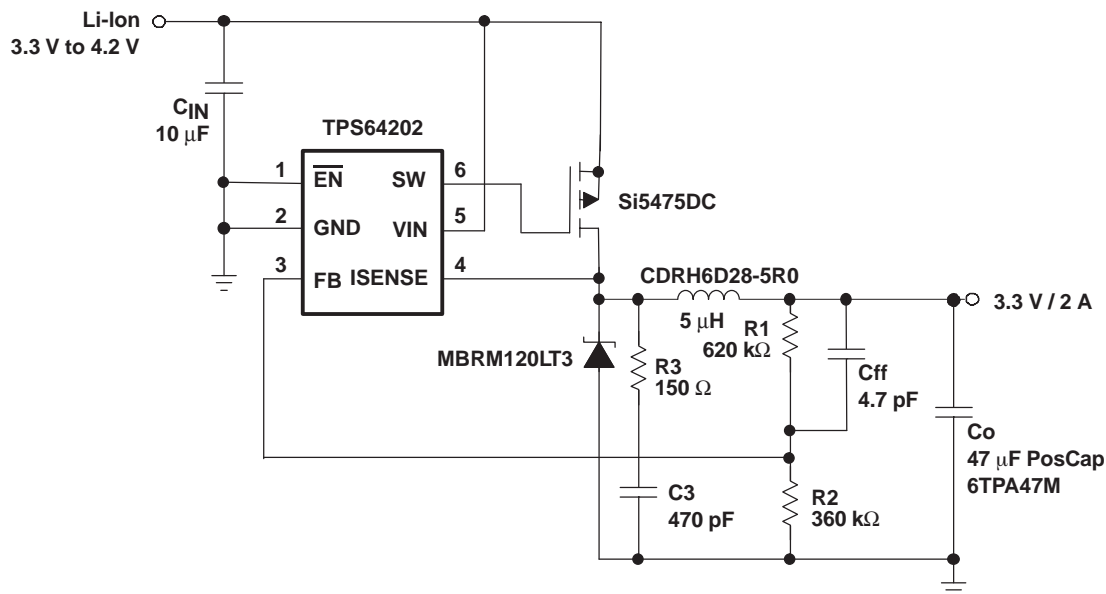 Li-Ion
3.3 V to 4.2 V
CIN
10 μF
TPS64202
1
EN
SW
6
2
GND
VIN
5
3
FB
ISENSE
4
Si5475DC
CDRH6D28-5R0
5 μH
3.3 V / 2 A
R1
620 kΩ
MBRM120LT3
R3
150 Ω
Cff
4.7 pF
Co
47 μF PosCap
6TPA47M
C3
470 pF
R2
360 kΩ